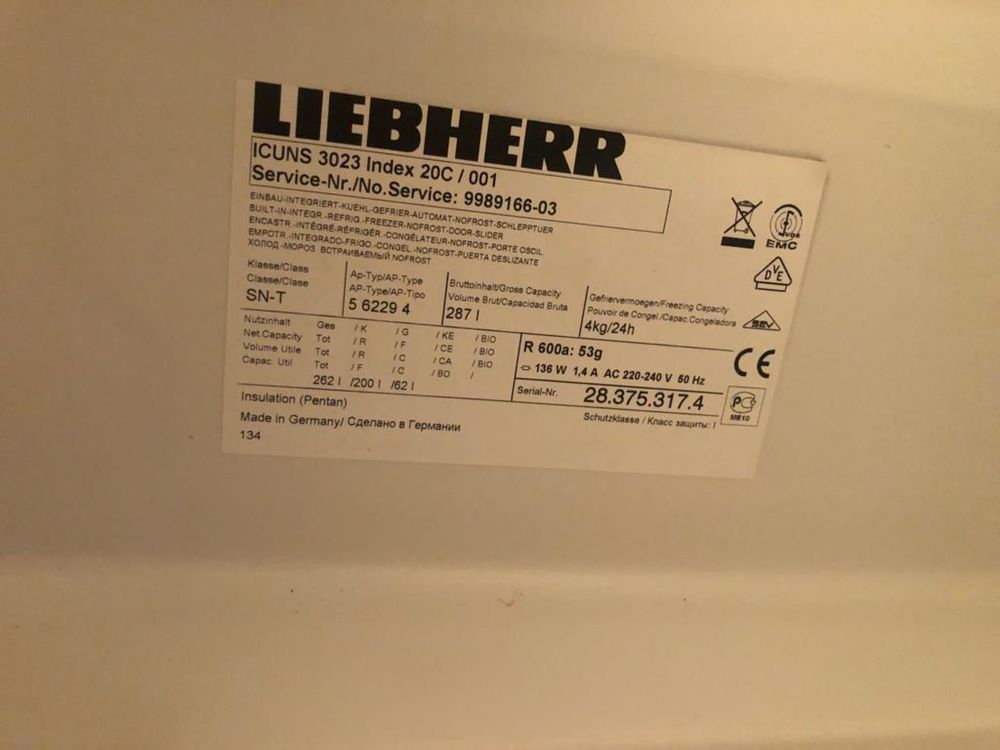 LIEBHERR
ICUNS 3023 Index 20C / 001
Service-Nr./No.Service: 9989166-03
EINBAU-INTEGRIERT-KUEHL-GEFRIER-AUTOMAT-NOFROST-SCHLEPPTUER
BUILT-IN-INTEGR.-REFRIG.-FREEZER-NOFROST-DOOR-SLIDER
ENCASTR.-INTÉGRÉ-RÉFRIGÉR.-CONGÉLATEUR-NOFROST-PORTE OSCIL.
EMPOTR.-INTEGRADO-FRIGO.-CONGEL.-NOFROST-PUERTA DESLIZANTE
ХОЛОД.-МОРОЗ. ВСТРАИВАЕМЫЙ NOFROST
VDE
EMC
DVE
SEV
Klasse/Class
Classe/Clase
SN-T
Ap-Typ/AP-Type
AP-Type/AP-Tipo
5 6229 4
Bruttoinhalt/Gross Capacity
Volume Brut/Capacidad Bruta
287 l
Gefriervermoegen/Freezing Capacity
Pouvoir de Congel./Capac.Congeladora
4kg/24h
Nutzinhalt Ges / K / G / KE / BIO
Net.Capacity Tot / R / F / CE / BIO
Volume Utile Tot / R / C / CA / BIO
Capac. Util Tot / F / C / BO /
262 l /200 l /62 l
R 600a: 53g
136 W 1,4 A AC 220-240 V 50 Hz
Serial-Nr. 28.375.317.4
Schutzklasse / Класс защиты: I
CE
PC
МВ10
Insulation (Pentan)
Made in Germany/ Сделано в Германии
134